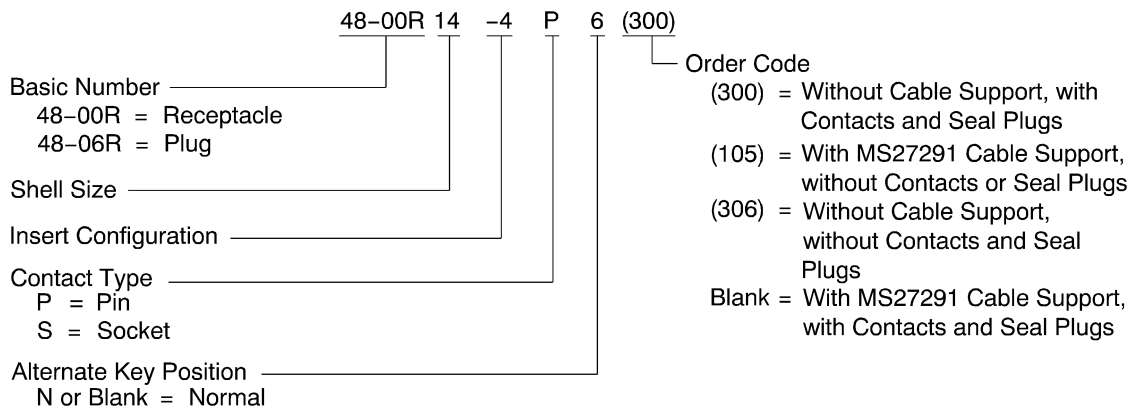 48-00R 14 -4 P 6 (300)
Basic Number
48-00R = Receptacle
48-06R = Plug
Shell Size
Insert Configuration
Contact Type
P = Pin
S = Socket
Alternate Key Position
N or Blank = Normal
Order Code
(300) = Without Cable Support, with
Contacts and Seal Plugs
(105) = With MS27291 Cable Support,
without Contacts or Seal Plugs
(306) = Without Cable Support,
without Contacts and Seal
Plugs
Blank = With MS27291 Cable Support,
with Contacts and Seal Plugs